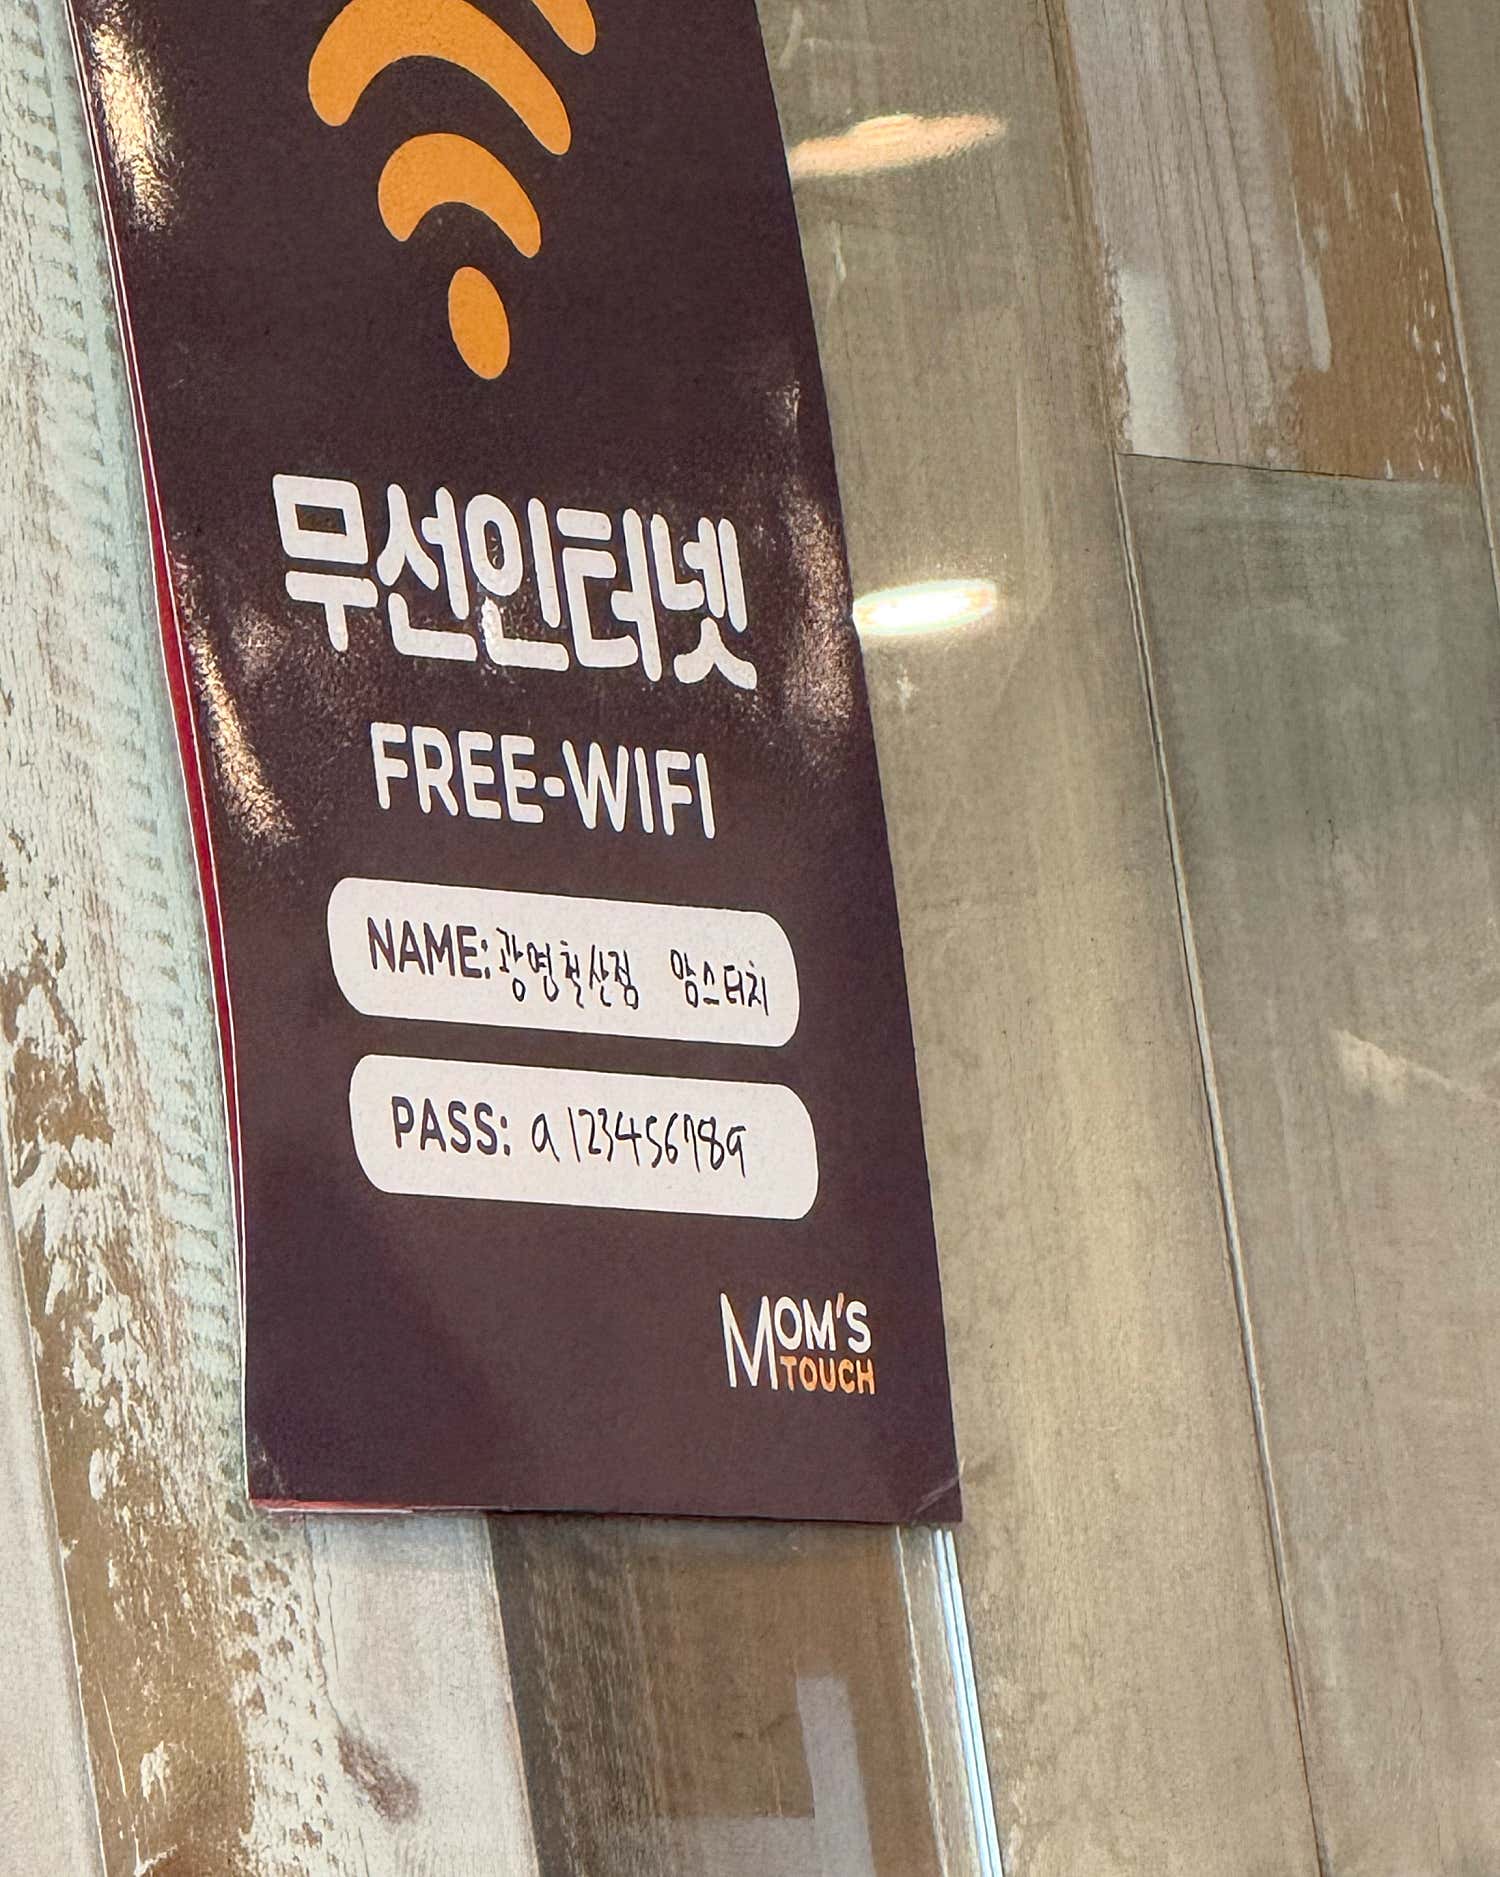 무선인터넷
FREE-WIFI
NAME: 광명철산점 맘스터치
PASS: a123456789
MOM'S
TOUCH